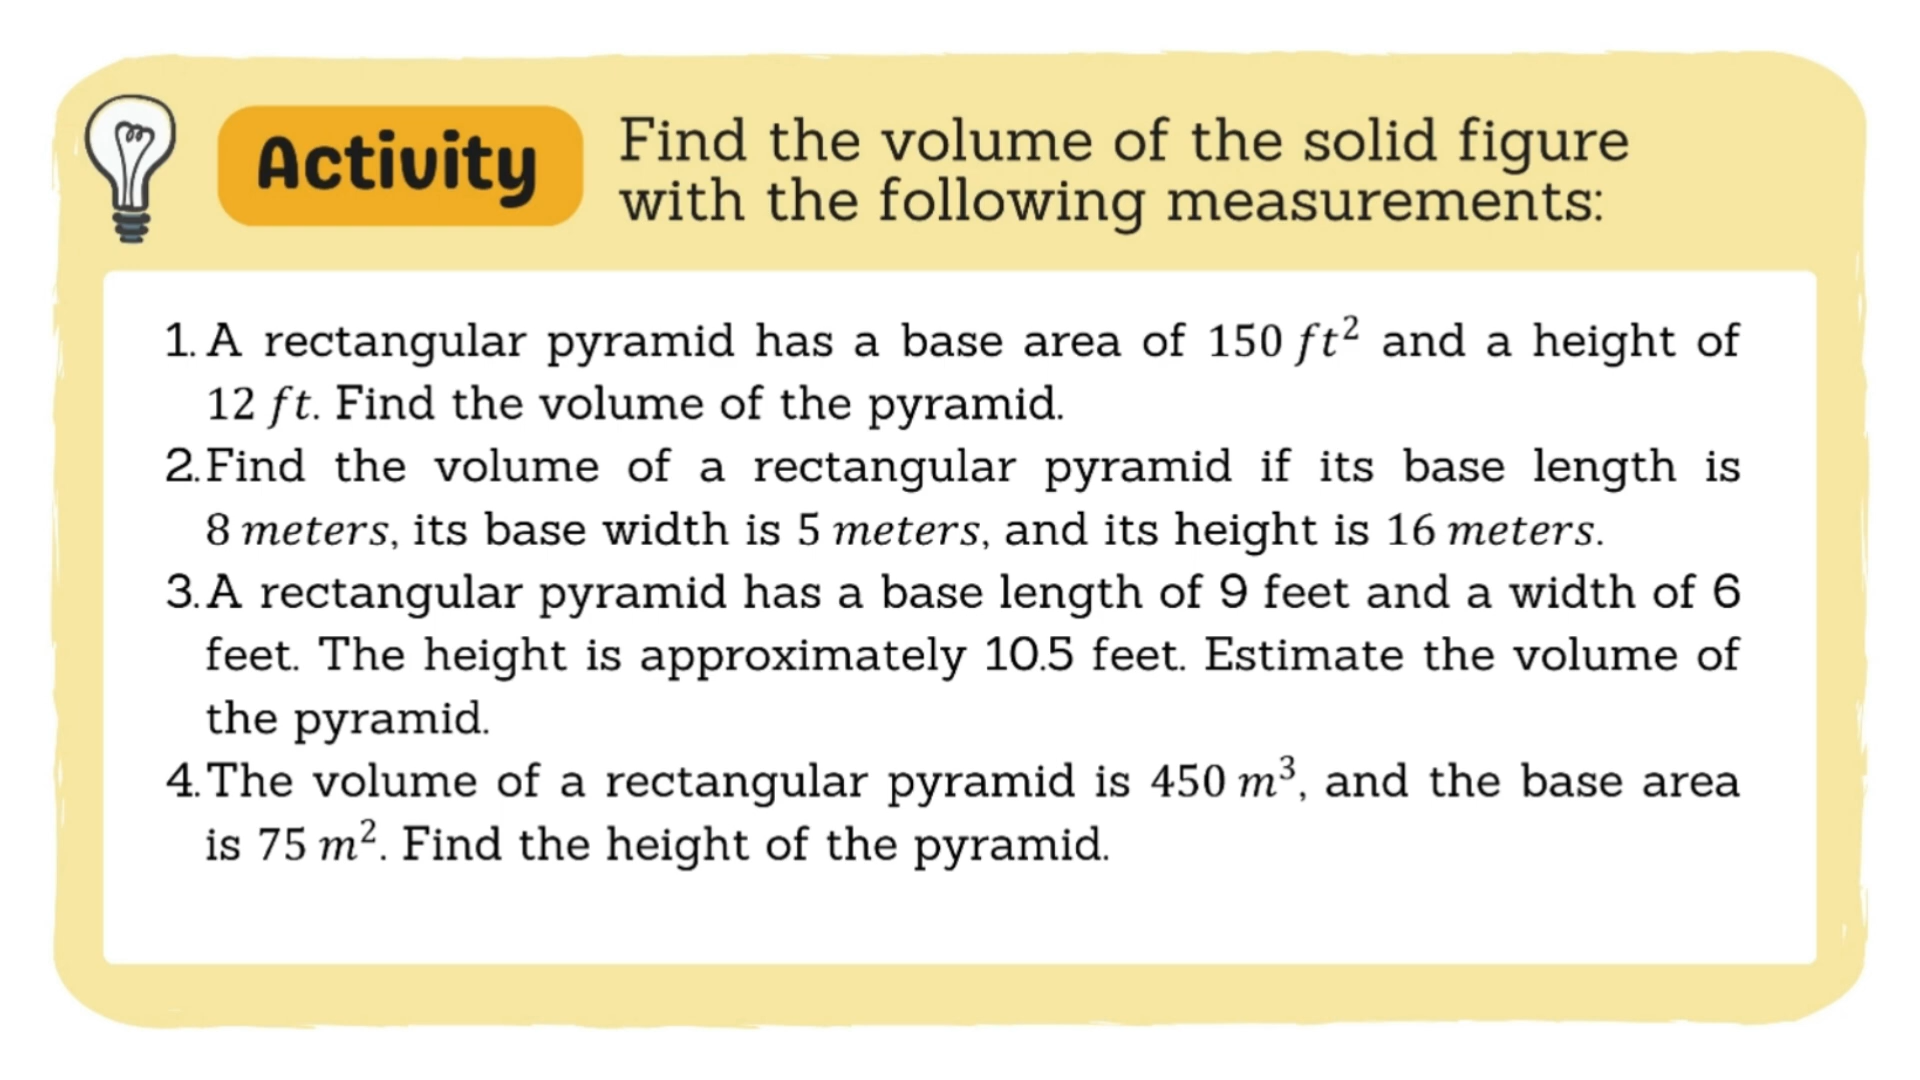 Activity
Find the volume of the solid figure
with the following measurements:
1. A rectangular pyramid has a base area of 150 ft² and a height of
12 ft. Find the volume of the pyramid.
2. Find the volume of a rectangular pyramid if its base length is
8 meters, its base width is 5 meters, and its height is 16 meters.
3. A rectangular pyramid has a base length of 9 feet and a width of 6
feet. The height is approximately 10.5 feet. Estimate the volume of
the pyramid.
4. The volume of a rectangular pyramid is 450 m³, and the base area
is 75 m². Find the height of the pyramid.